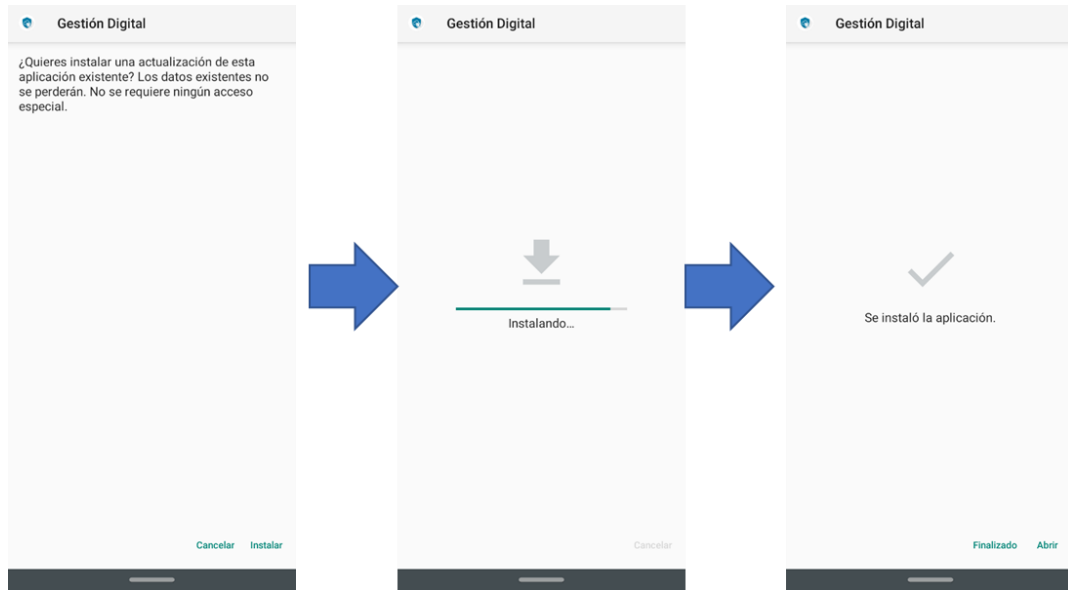 Gestión Digital
¿Quieres instalar una actualización de esta
aplicación existente? Los datos existentes no
se perderán. No se requiere ningún acceso
especial.
Cancelar Instalar
Gestión Digital
Instalando...
Cancelar
Gestión Digital
Se instaló la aplicación.
Finalizado Abrir